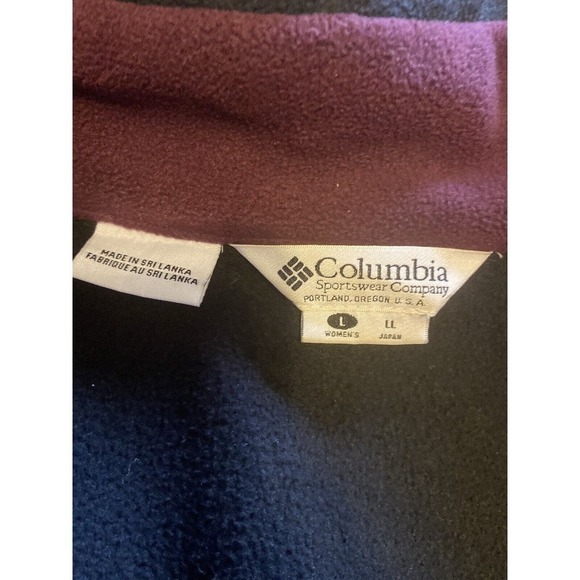 MADE IN SRI LANKA
FABRIQUE AU SRI LANKA
Columbia
Sportswear Company
PORTLAND, OREGON U.S.A.
L LL
WOMEN'S JAPAN